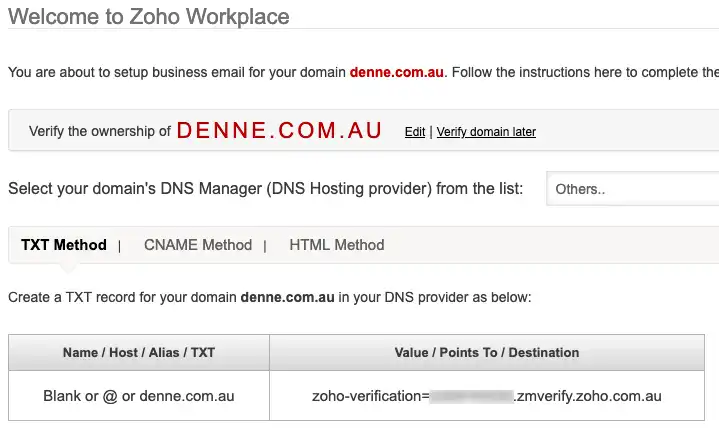 Welcome to Zoho Workplace
You are about to setup business email for your domain denne.com.au. Follow the instructions here to complete the
Verify the ownership of DENNE.COM.AU Edit | Verify domain later
Select your domain's DNS Manager (DNS Hosting provider) from the list: Others..
TXT Method | CNAME Method | HTML Method
Create a TXT record for your domain denne.com.au in your DNS provider as below:
Name / Host / Alias / TXT Value / Points To / Destination
Blank or @ or denne.com.au zoho-verification= .zmverify.zoho.com.au